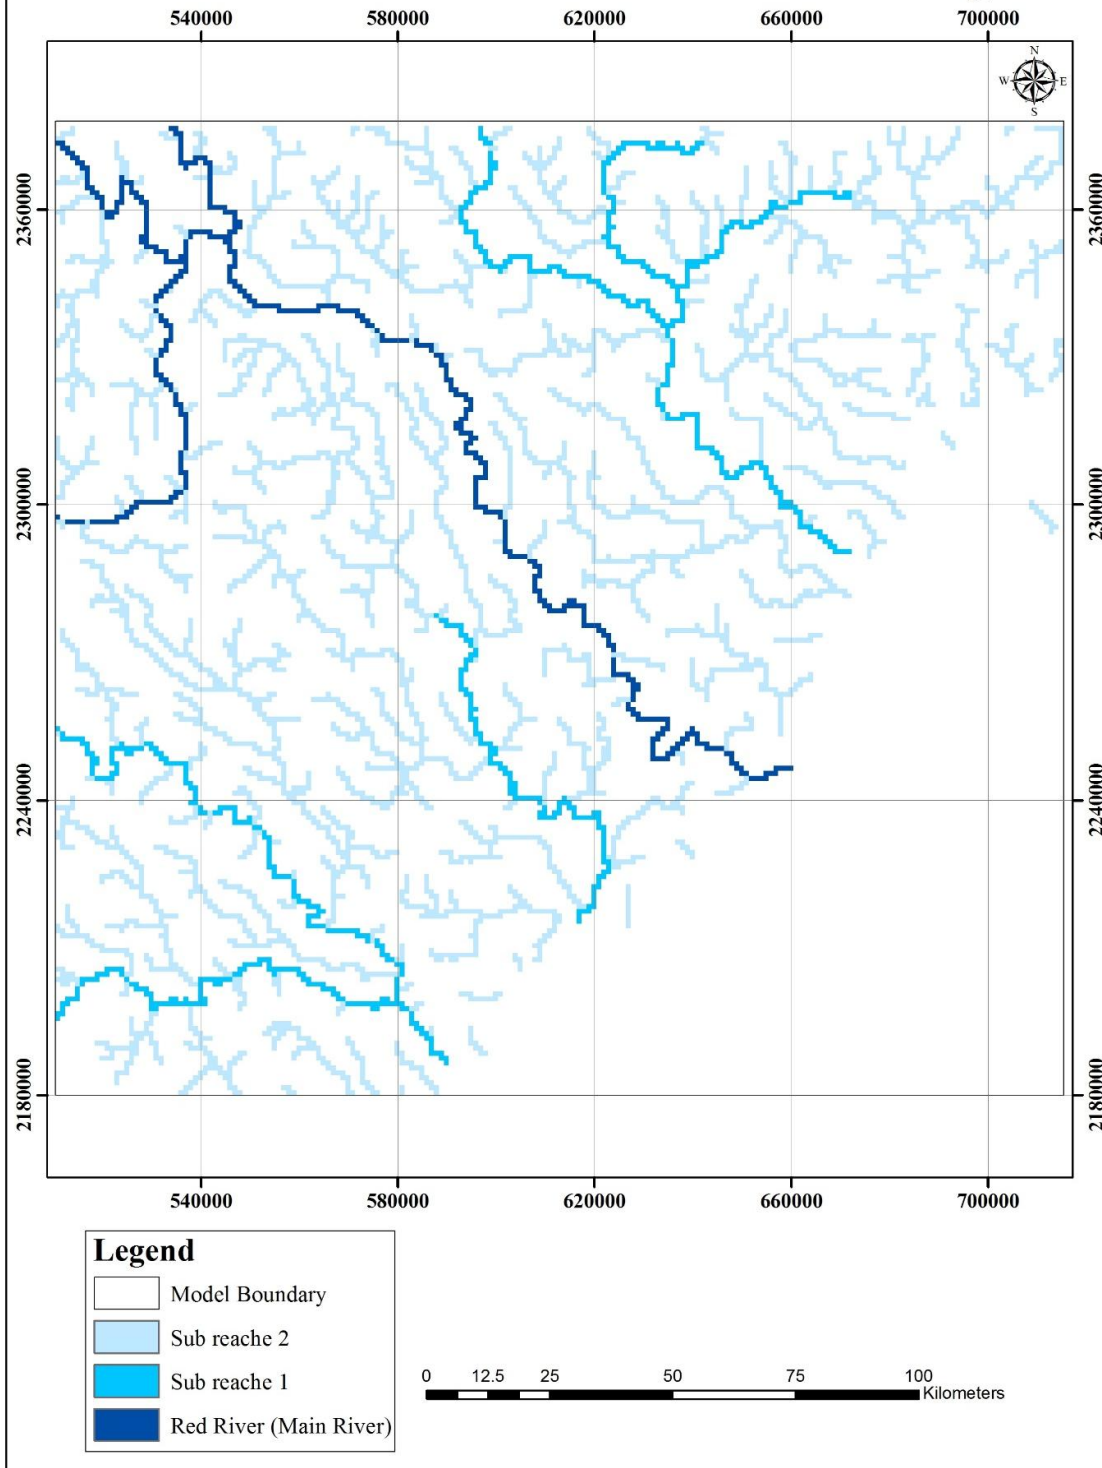 540000 580000 620000 660000 700000
N
W E
S
2360000 2360000
2300000 2300000
2240000 2240000
2180000 2180000
540000 580000 620000 660000 700000
Legend
Model Boundary
Sub reache 2
Sub reache 1
Red River (Main River)
0 12.5 25 50 75 100
Kilometers